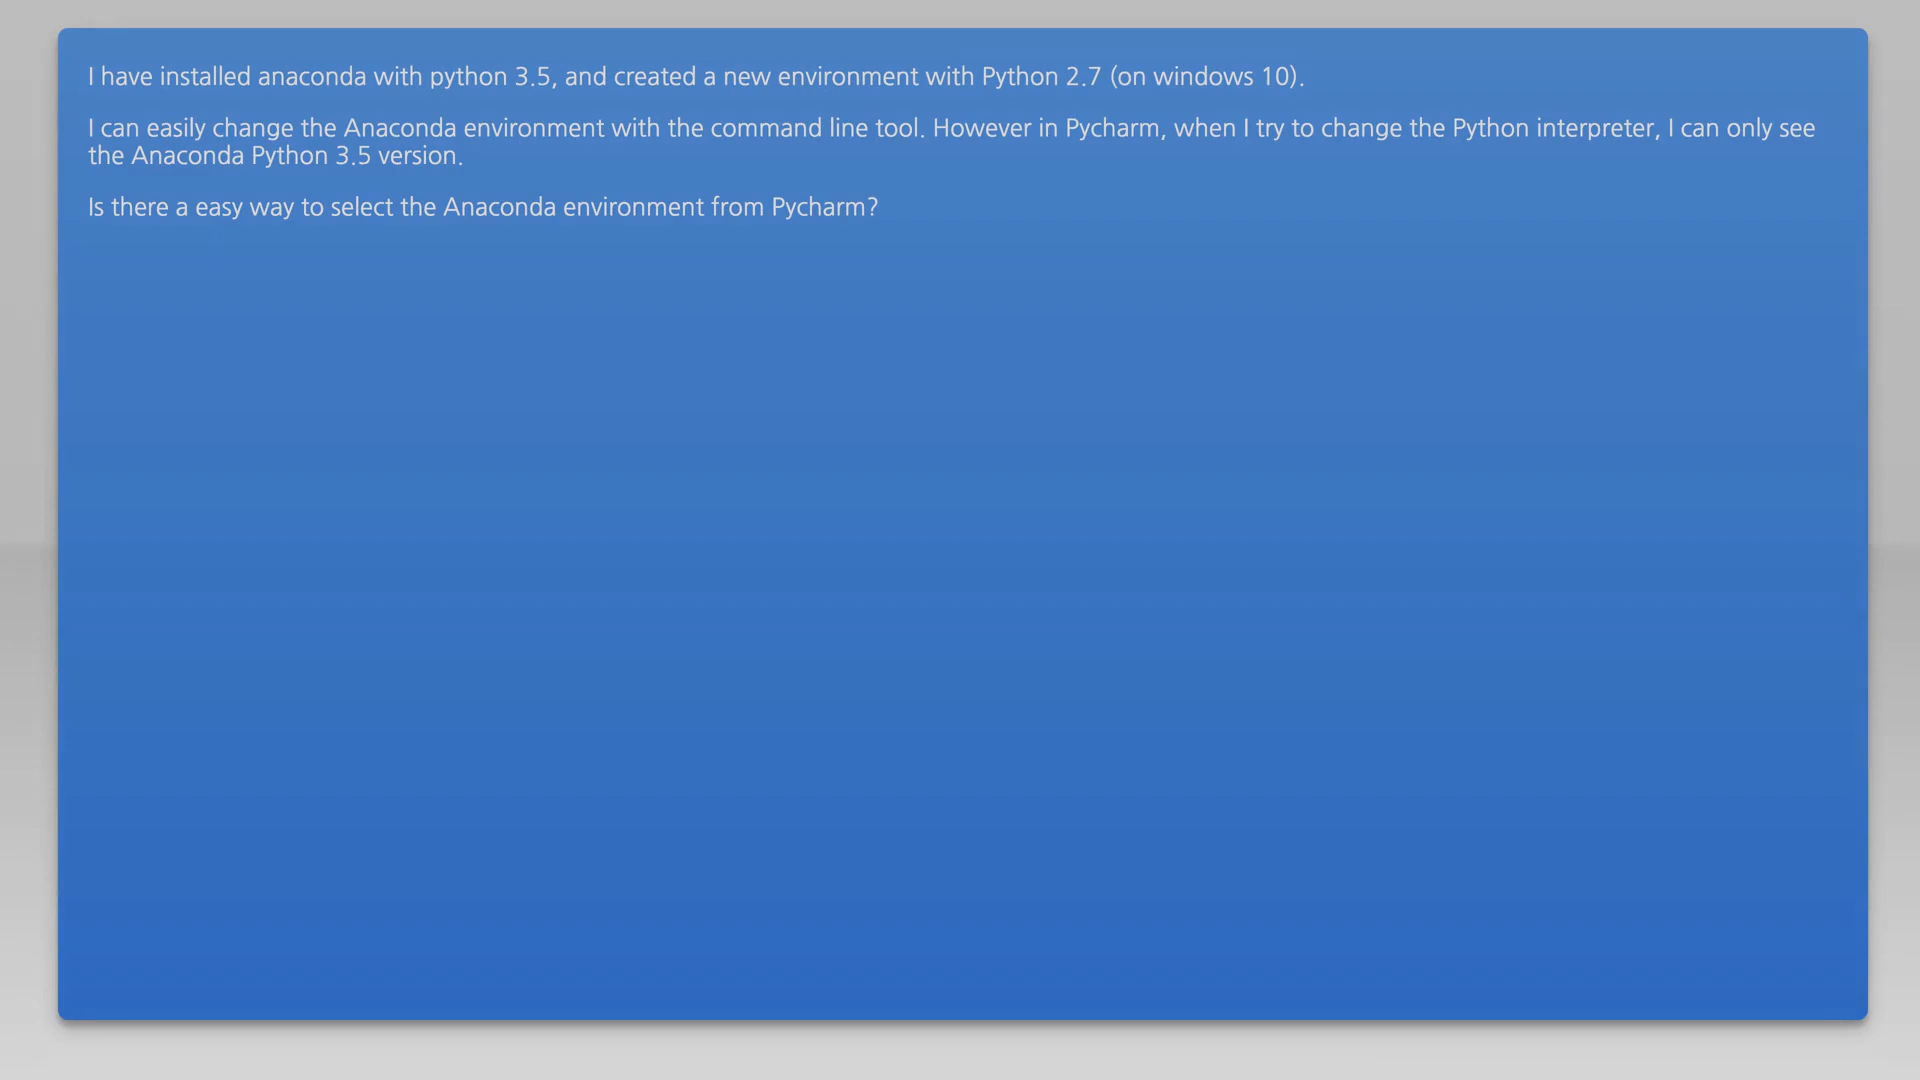 I have installed anaconda with python 3.5, and created a new environment with Python 2.7 (on windows 10).
I can easily change the Anaconda environment with the command line tool. However in Pycharm, when I try to change the Python interpreter, I can only see
the Anaconda Python 3.5 version.
Is there a easy way to select the Anaconda environment from Pycharm?